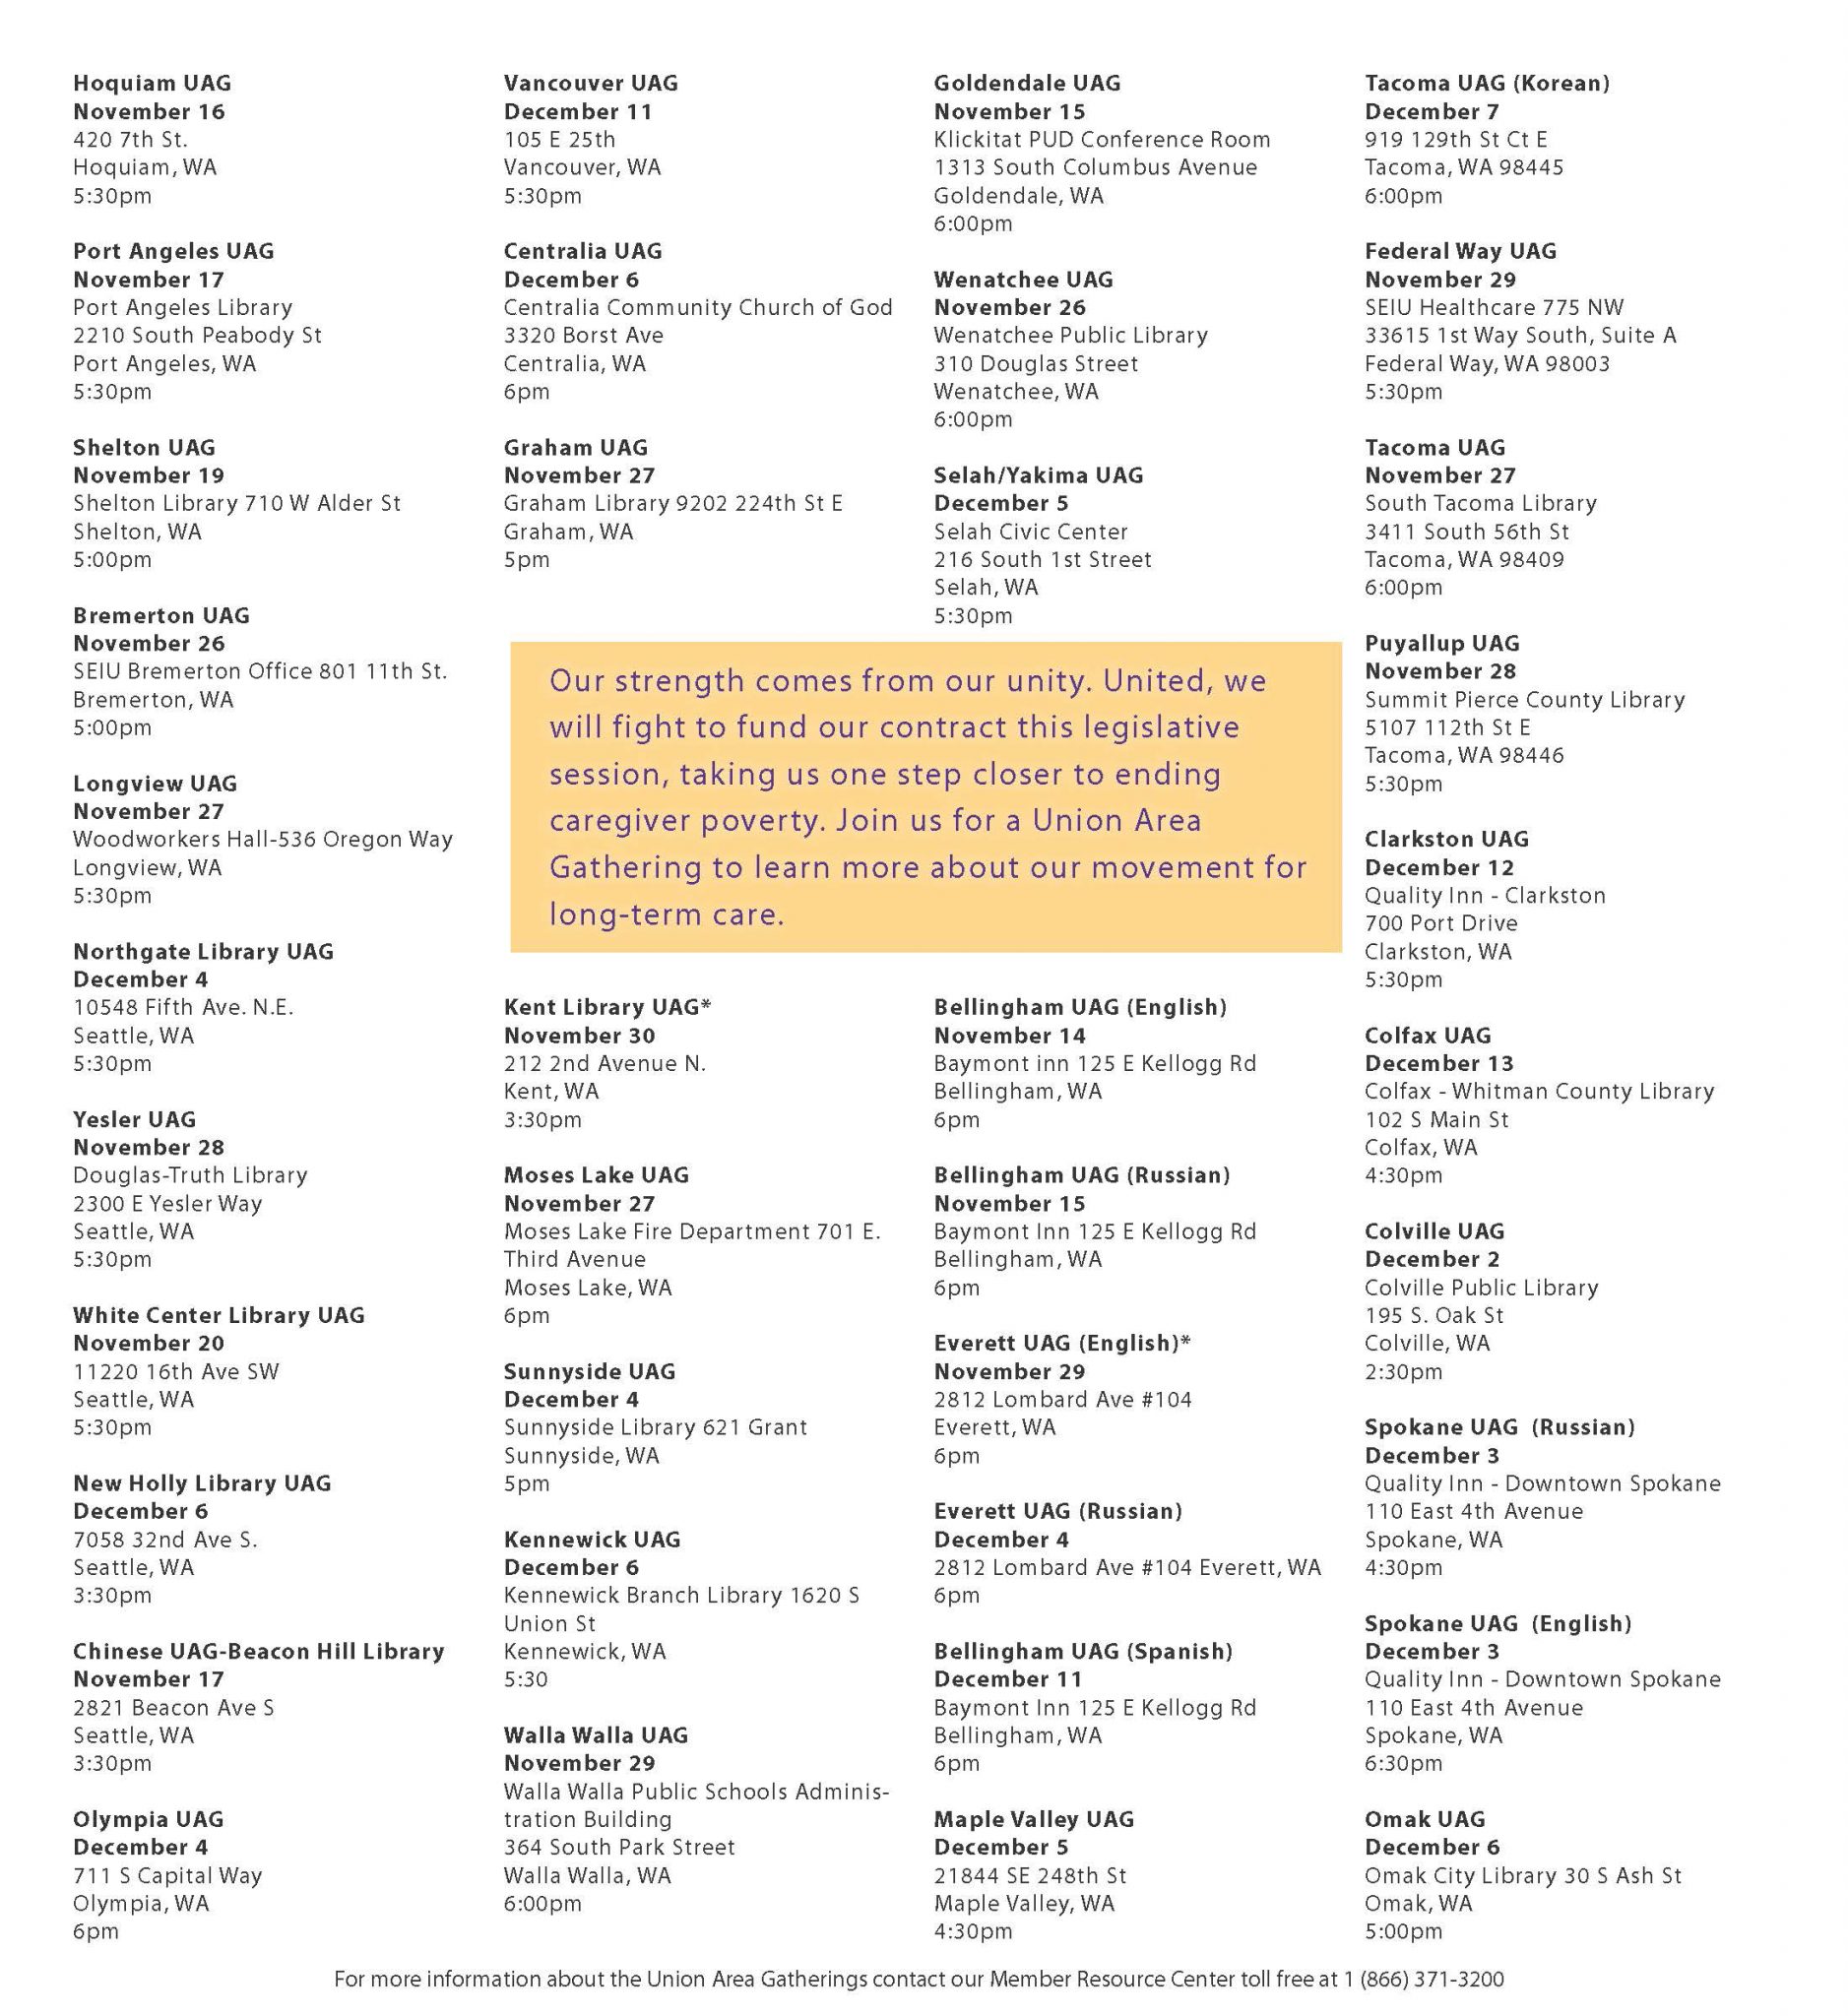 Hoquiam UAG
November 16
420 7th St.
Hoquiam, WA
5:30pm
Port Angeles UAG
November 17
Port Angeles Library
2210 South Peabody St
Port Angeles, WA
5:30pm
Shelton UAG
November 19
Shelton Library 710 W Alder St
Shelton, WA
5:00pm
Bremerton UAG
November 26
SEIU Bremerton Office 801 11th St.
Bremerton, WA
5:00pm
Longview UAG
November 27
Woodworkers Hall-536 Oregon Way
Longview, WA
5:30pm
Northgate Library UAG
December 4
10548 Fifth Ave. N.E.
Seattle, WA
5:30pm
Yesler UAG
November 28
Douglas-Truth Library
2300 E Yesler Way
Seattle, WA
5:30pm
White Center Library UAG
November 20
11220 16th Ave SW
Seattle, WA
5:30pm
New Holly Library UAG
December 6
7058 32nd Ave S.
Seattle, WA
3:30pm
Chinese UAG-Beacon Hill Library
November 17
2821 Beacon Ave S
Seattle, WA
3:30pm
Olympia UAG
December 4
711 S Capital Way
Olympia, WA
6pm
Vancouver UAG
December 11
105 E 25th
Vancouver, WA
5:30pm
Centralia UAG
December 6
Centralia Community Church of God
3320 Borst Ave
Centralia, WA
6pm
Graham UAG
November 27
Graham Library 9202 224th St E
Graham, WA
5pm
Goldendale UAG
November 15
Klickitat PUD Conference Room
1313 South Columbus Avenue
Goldendale, WA
6:00pm
Wenatchee UAG
November 26
Wenatchee Public Library
310 Douglas Street
Wenatchee, WA
6:00pm
Selah/Yakima UAG
December 5
Selah Civic Center
216 South 1st Street
Selah, WA
5:30pm
Our strength comes from our unity. United, we
will fight to fund our contract this legislative
session, taking us one step closer to ending
caregiver poverty. Join us for a Union Area
Gathering to learn more about our movement for
long-term care.
Kent Library UAG*
November 30
212 2nd Avenue N.
Kent, WA
3:30pm
Moses Lake UAG
November 27
Moses Lake Fire Department 701 E.
Third Avenue
Moses Lake, WA
6pm
Sunnyside UAG
December 4
Sunnyside Library 621 Grant
Sunnyside, WA
5pm
Kennewick UAG
December 6
Kennewick Branch Library 1620 S
Union St
Kennewick, WA
5:30
Walla Walla UAG
November 29
Walla Walla Public Schools Adminis-
tration Building
364 South Park Street
Walla Walla, WA
6:00pm
Bellingham UAG (English)
November 14
Baymont inn 125 E Kellogg Rd
Bellingham, WA
6pm
Bellingham UAG (Russian)
November 15
Baymont Inn 125 E Kellogg Rd
Bellingham, WA
6pm
Everett UAG (English)*
November 29
2812 Lombard Ave #104
Everett, WA
6pm
Everett UAG (Russian)
December 4
2812 Lombard Ave #104 Everett, WA
6pm
Bellingham UAG (Spanish)
December 11
Baymont Inn 125 E Kellogg Rd
Bellingham, WA
6pm
Maple Valley UAG
December 5
21844 SE 248th St
Maple Valley, WA
4:30pm
Tacoma UAG (Korean)
December 7
919 129th St Ct E
Tacoma, WA 98445
6:00pm
Federal Way UAG
November 29
SEIU Healthcare 775 NW
33615 1st Way South, Suite A
Federal Way, WA 98003
5:30pm
Tacoma UAG
November 27
South Tacoma Library
3411 South 56th St
Tacoma, WA 98409
6:00pm
Puyallup UAG
November 28
Summit Pierce County Library
5107 112th St E
Tacoma, WA 98446
5:30pm
Clarkston UAG
December 12
Quality Inn - Clarkston
700 Port Drive
Clarkston, WA
5:30pm
Colfax UAG
December 13
Colfax - Whitman County Library
102 S Main St
Colfax, WA
4:30pm
Colville UAG
December 2
Colville Public Library
195 S. Oak St
Colville, WA
2:30pm
Spokane UAG (Russian)
December 3
Quality Inn - Downtown Spokane
110 East 4th Avenue
Spokane, WA
4:30pm
Spokane UAG (English)
December 3
Quality Inn - Downtown Spokane
110 East 4th Avenue
Spokane, WA
6:30pm
Omak UAG
December 6
Omak City Library 30 S Ash St
Omak, WA
5:00pm
For more information about the Union Area Gatherings contact our Member Resource Center toll free at 1 (866) 371-3200